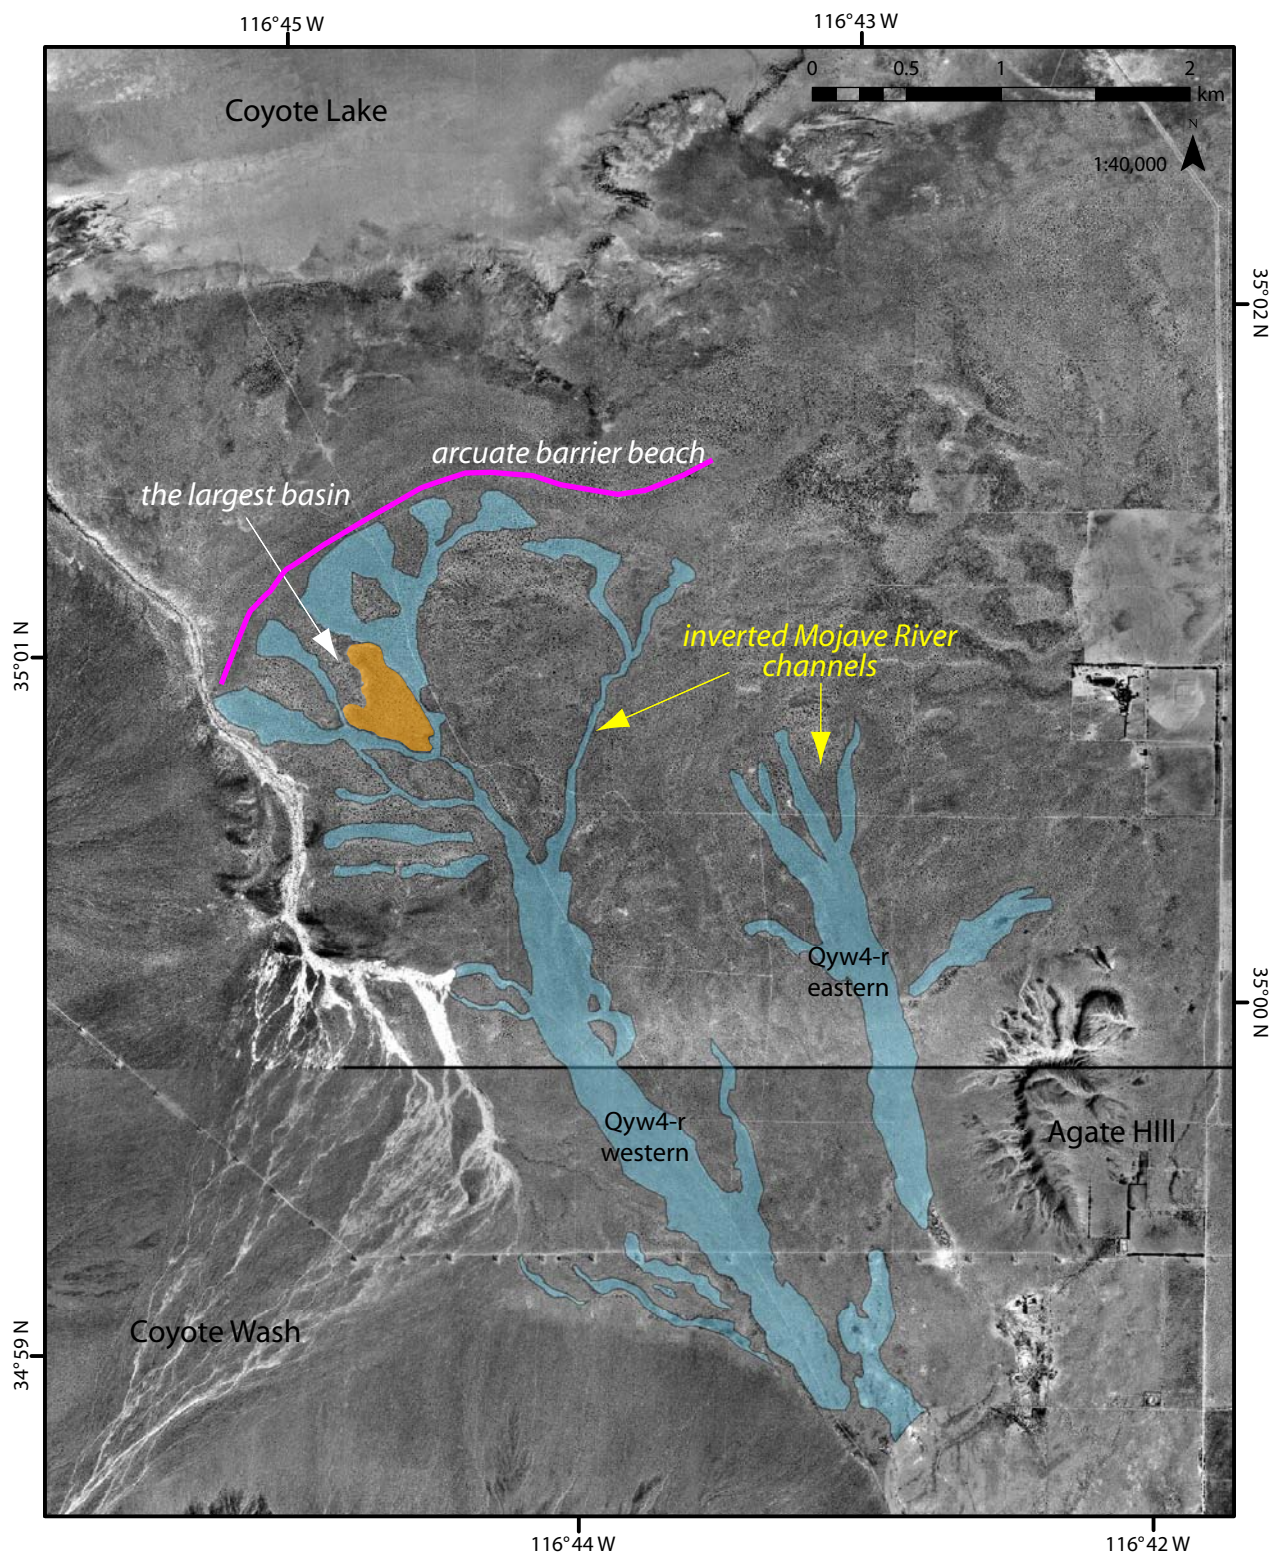 116°45 W
116°43 W
0 0.5 1 2
km
Coyote Lake
N
1:40,000
35°02 N
arcuate barrier beach
the largest basin
35°01 N
inverted Mojave River
channels
Qyw4-r
eastern
35°00 N
Qyw4-r
western
Agate HIll
Coyote Wash
34°59 N
116°44 W
116°42 W